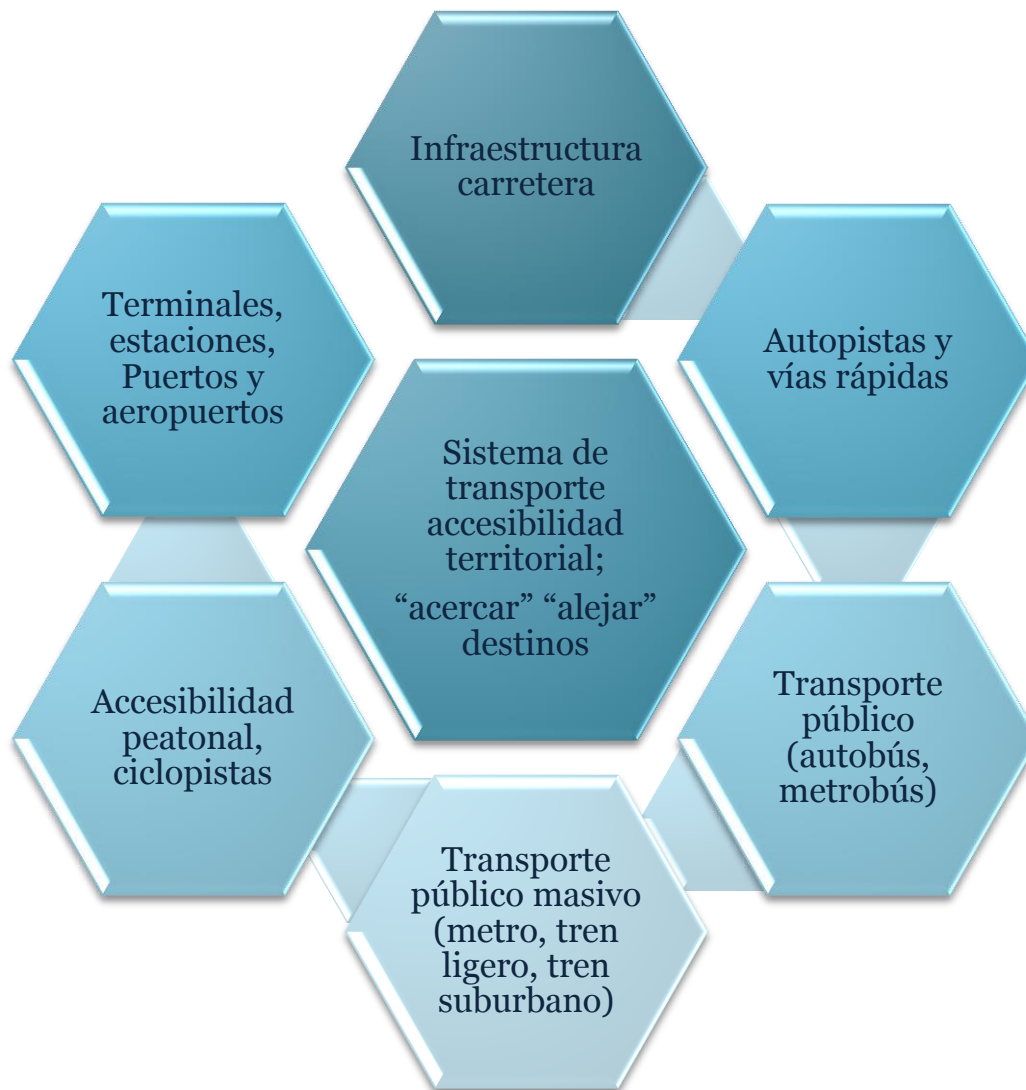 Infraestructura
carretera
Autopistas y
vías rápidas
Transporte
público
(autobús,
metrobús)
Transporte
público masivo
(metro, tren
ligero, tren
suburbano)
Accesibilidad
peatonal,
ciclopistas
Terminales,
estaciones,
Puertos y
aeropuertos
Sistema de
transporte
accesibilidad
territorial;
“acercar” “alejar”
destinos